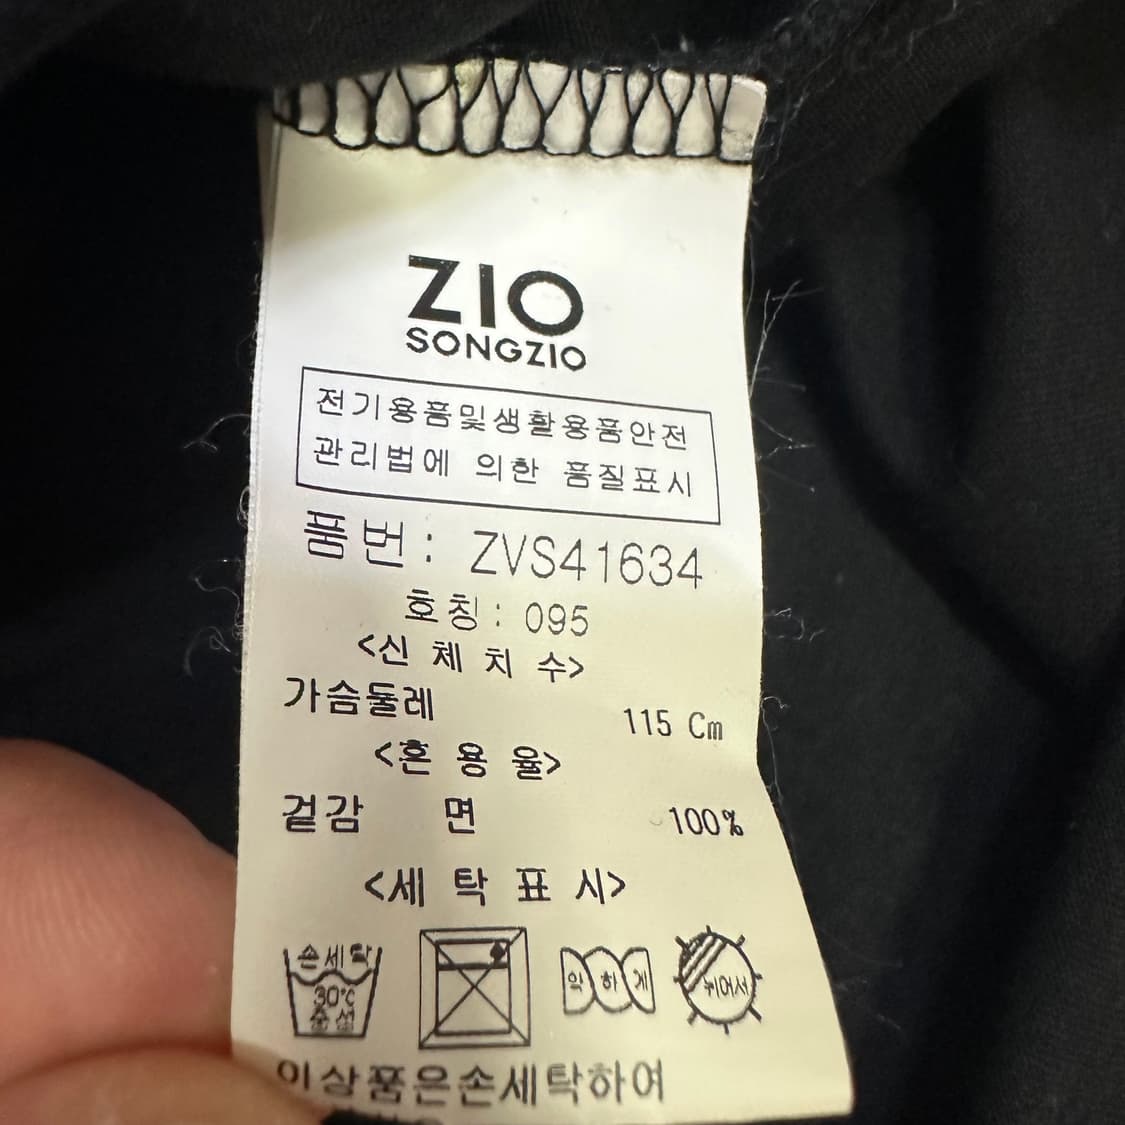 ZIO
SONGZIO
전기용품및생활용품안전
관리법에 의한 품질표시
품번: ZVS41634
호칭: 095
<신 체 치 수>
가슴둘레 115 Cm
<혼 용 율>
겉감 면 100%
<세 탁 표 시>
손세탁
30℃
중성
약하게
뉘어서
이상품은손세탁하여